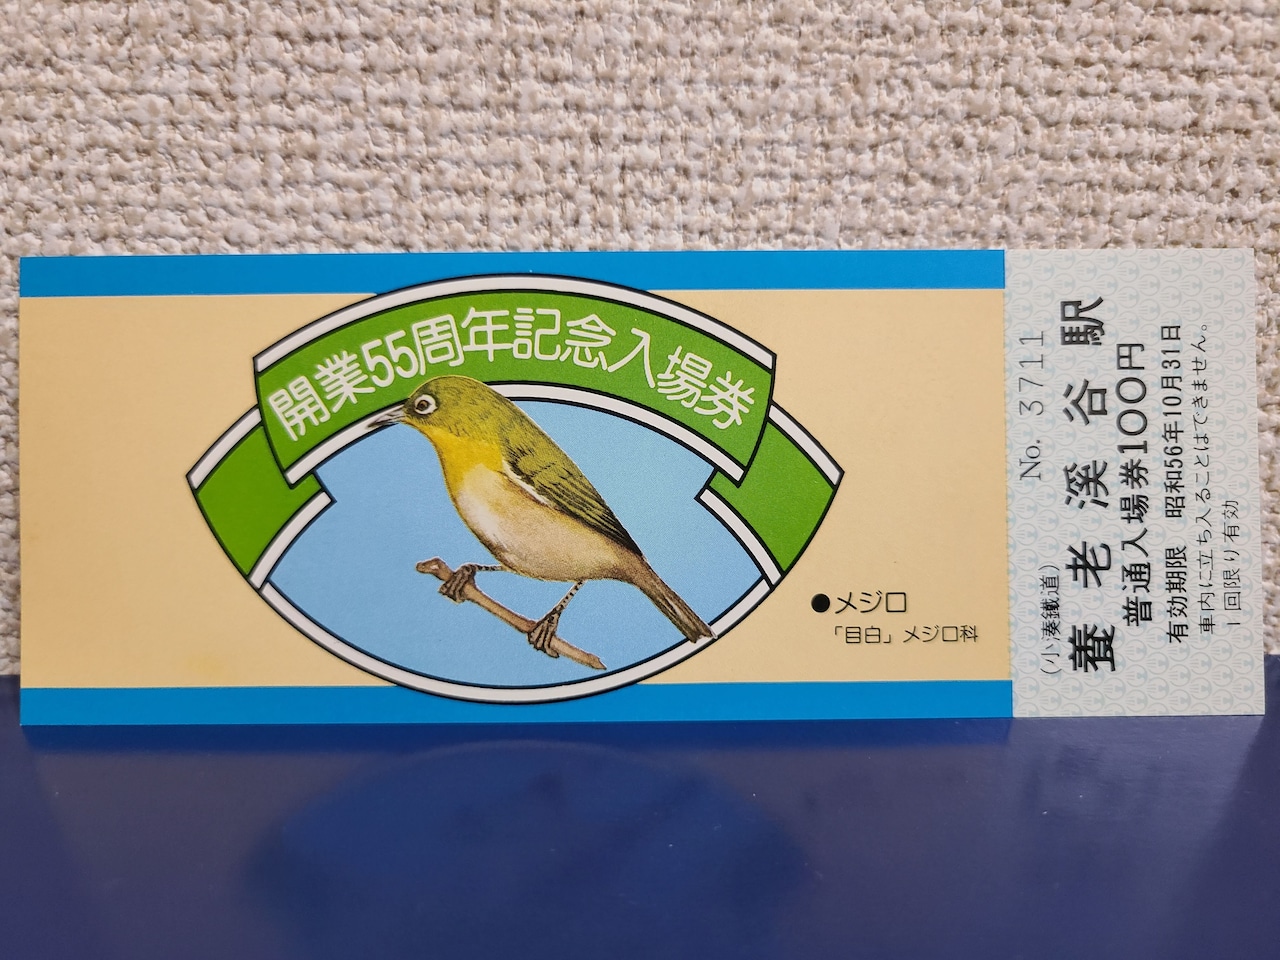 開業55周年記念入場券
●メジロ
「目白」メジロ科
No. 3711
(小湊鐵道)
養老溪谷駅
普通入場券100円
有効期限 昭和56年10月31日
車内に立ち入ることはできません。
1回限り有効